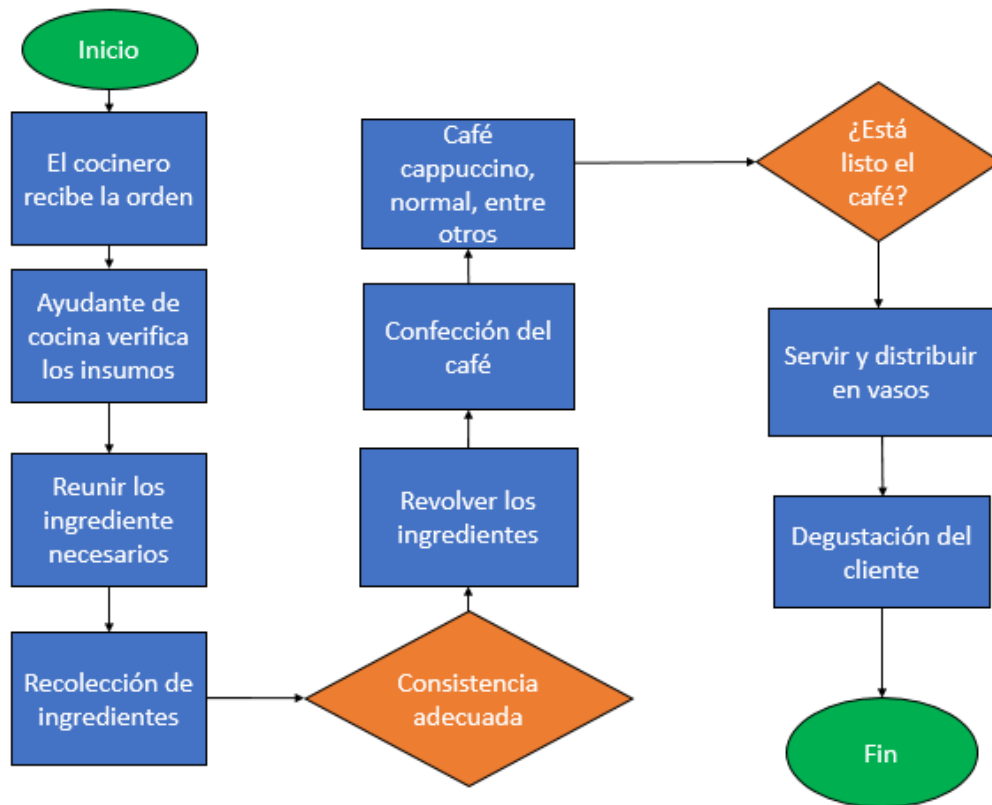 Inicio
El cocinero
recibe la orden
Ayudante de
cocina verifica
los insumos
Reunir los
ingrediente
necesarios
Recolección de
ingredientes
Consistencia
adecuada
Revolver los
ingredientes
Confección del
café
Café
cappuccino,
normal, entre
otros
¿Está
listo el
café?
Servir y distribuir
en vasos
Degustación del
cliente
Fin